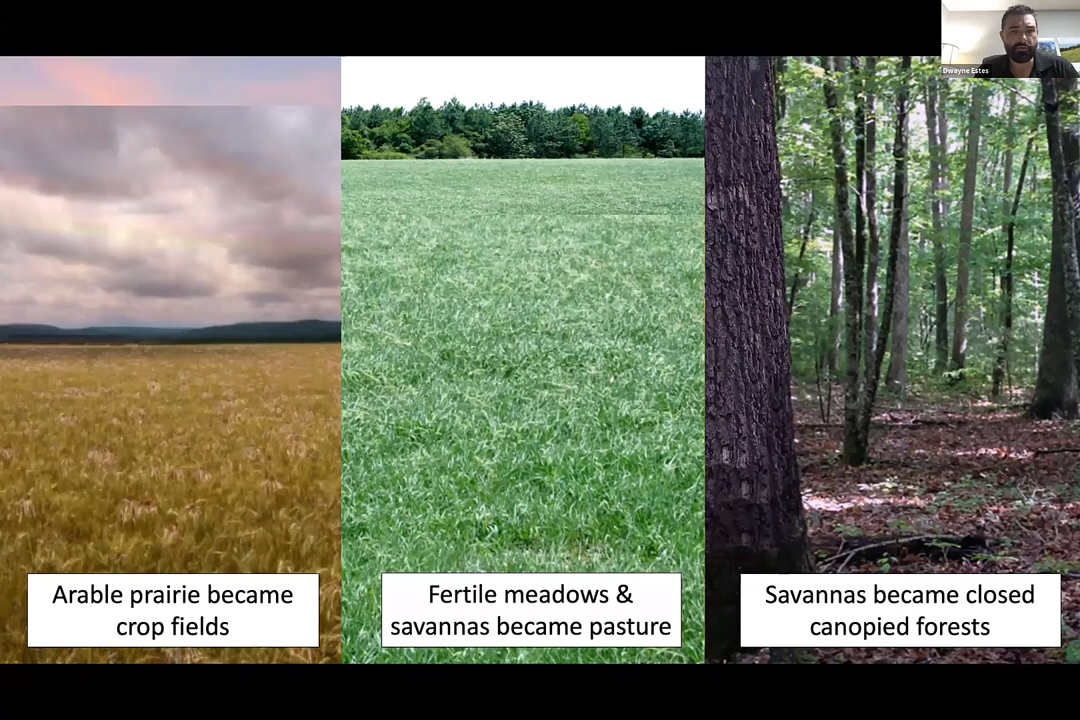 Dwayne Estes
Arable prairie became
crop fields
Fertile meadows &
savannas became pasture
Savannas became closed
canopied forests